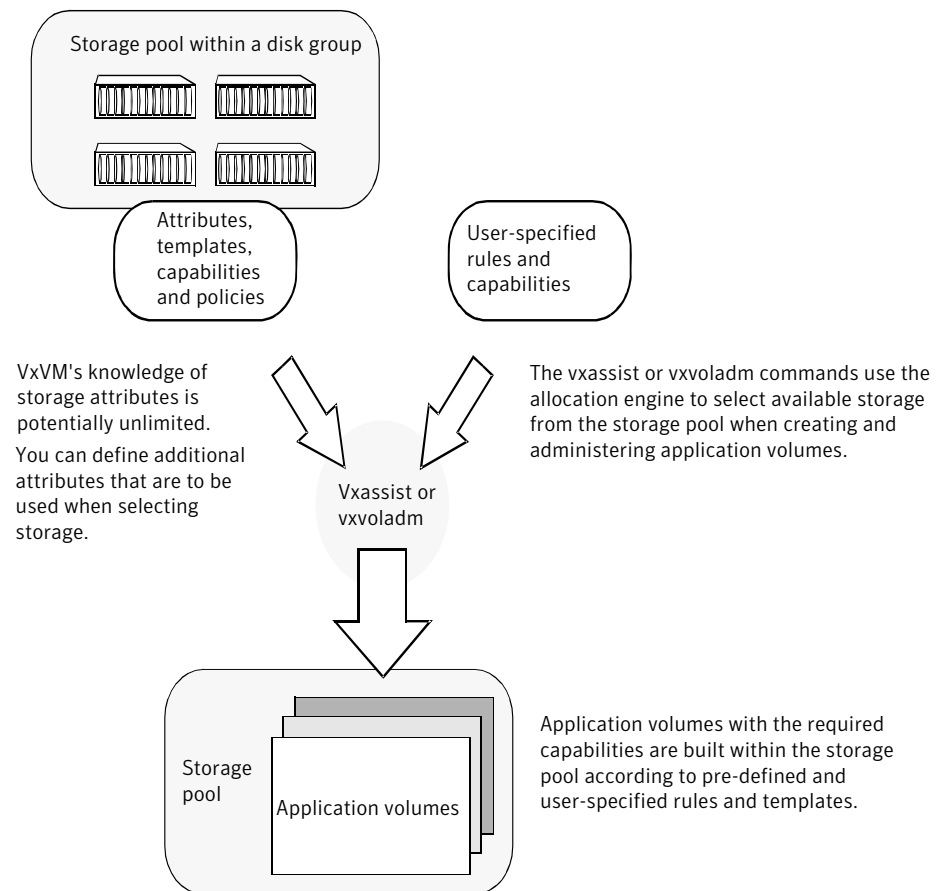 Storage pool within a disk group
Attributes,
templates,
capabilities
and policies
User-specified
rules and
capabilities
VxVM's knowledge of
storage attributes is
potentially unlimited.
You can define additional
attributes that are to be
used when selecting
storage.
The vxassist or vxvoladm commands use the
allocation engine to select available storage
from the storage pool when creating and
administering application volumes.
Vxassist or
vxvoladm
Storage
pool
Application volumes
Application volumes with the required
capabilities are built within the storage
pool according to pre-defined and
user-specified rules and templates.